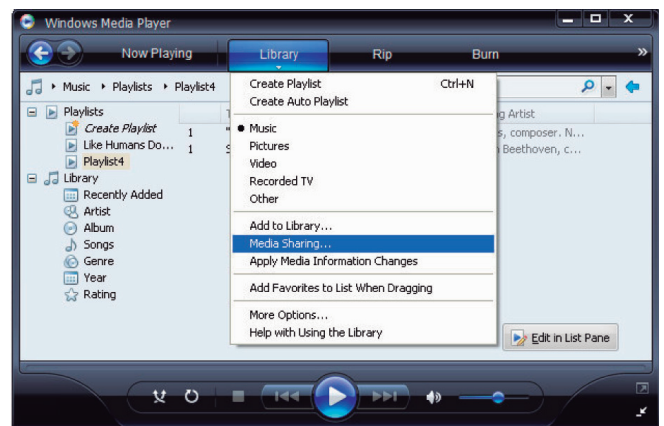 Windows Media Player
Now Playing
Library
Rip
Burn
»
Music ▸ Playlists ▸ Playlist4
Create Playlist Ctrl+N
Create Auto Playlist
Playlists
Create Playlist 1
Like Humans Do... 1
Playlist4
Library
Recently Added
Artist
Album
Songs
Genre
Year
Rating
Music
Pictures
Video
Recorded TV
Other
Add to Library...
Media Sharing...
Apply Media Information Changes
Add Favorites to List When Dragging
More Options...
Help with Using the Library
Artist
composer. N...
Beethoven, c...
Edit in List Pane